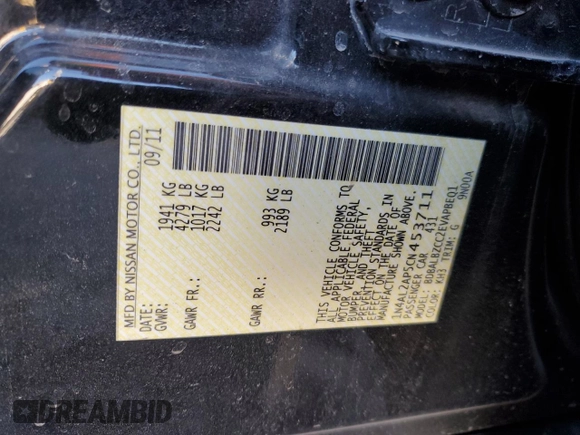 MFD BY NISSAN MOTOR CO., LTD.
DATE: 09/11
GVWR: 1941 KG
4279 LB
GAWR FR: 1017 KG
2242 LB
GAWR RR: 993 KG
2189 LB
THIS VEHICLE CONFORMS TO
ALL APPLICABLE FEDERAL
MOTOR VEHICLE SAFETY,
BUMPER, AND THEFT
PREVENTION STANDARDS IN
EFFECT ON THE DATE OF
MANUFACTURE SHOWN ABOVE.
1N4AL2AP5CN453711
PASSENGER CAR 437
MODEL:
COLOR: KH3 TRIM: G 9N00A
DREAMBID